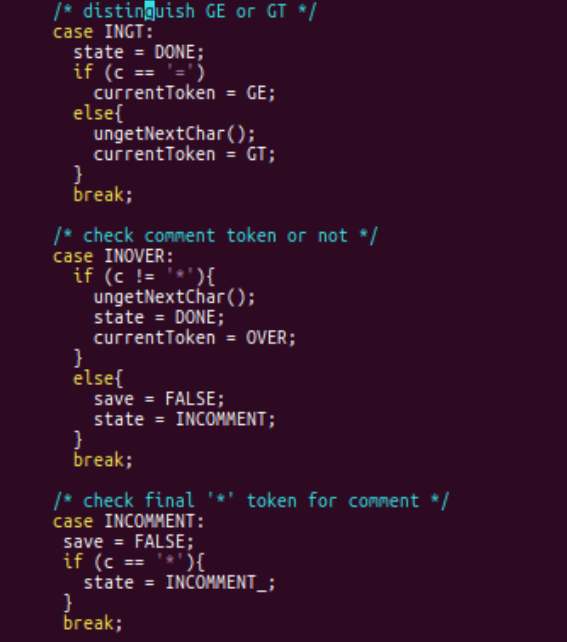 /* distinguish GE or GT */
case INGT:
  state = DONE;
  if (c == '=')
    currentToken = GE;
  else{
    ungetNextChar();
    currentToken = GT;
  }
  break;

/* check comment token or not */
case INOVER:
  if (c != '*'){
    ungetNextChar();
    state = DONE;
    currentToken = OVER;
  }
  else{
    save = FALSE;
    state = INCOMMENT;
  }
  break;

/* check final '*' token for comment */
case INCOMMENT:
 save = FALSE;
 if (c == '*'){
   state = INCOMMENT_;
 }
 break;